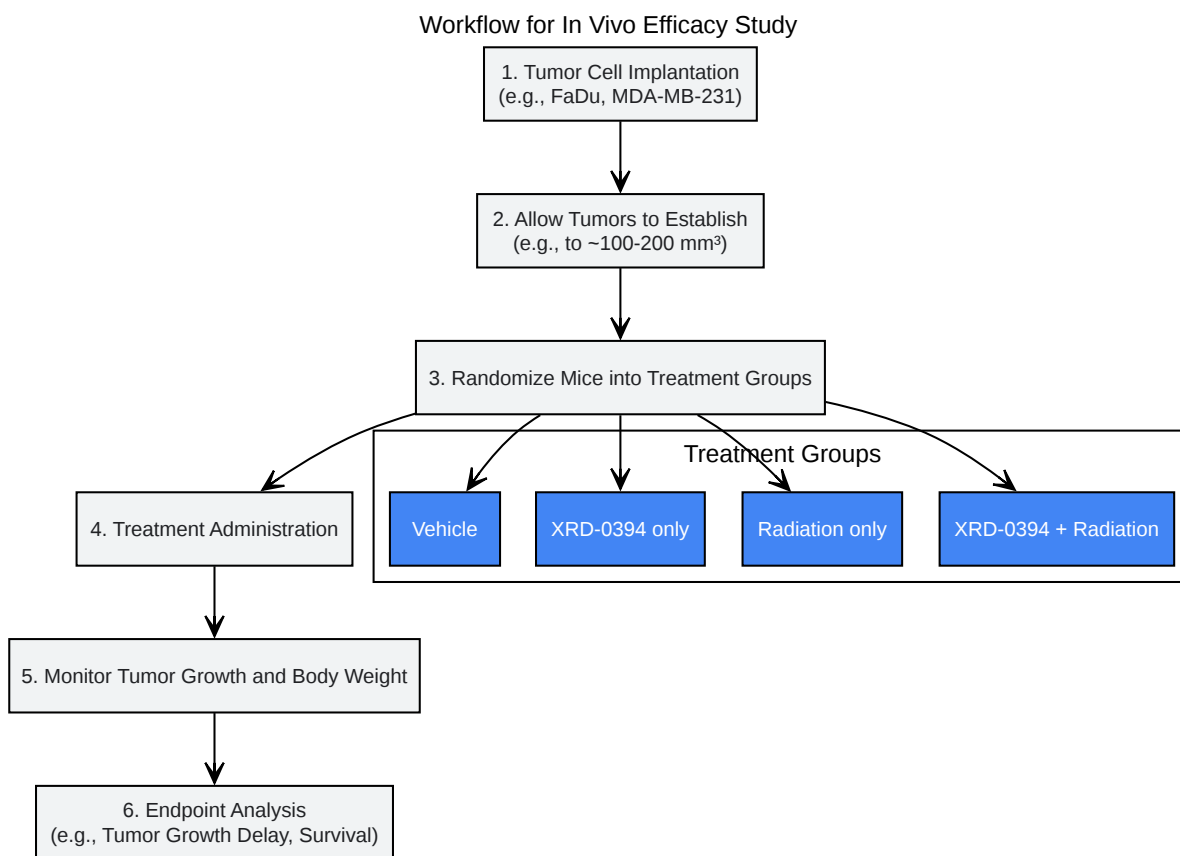 Workflow for In Vivo Efficacy Study
1. Tumor Cell Implantation
(e.g., FaDu, MDA-MB-231)
2. Allow Tumors to Establish
(e.g., to ~100-200 mm³)
3. Randomize Mice into Treatment Groups
Treatment Groups
4. Treatment Administration
Vehicle
XRD-0394 only
Radiation only
XRD-0394 + Radiation
5. Monitor Tumor Growth and Body Weight
6. Endpoint Analysis
(e.g., Tumor Growth Delay, Survival)